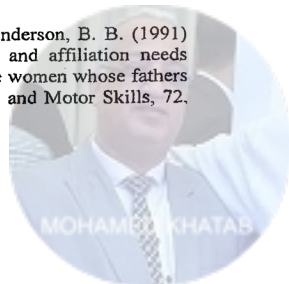 nderson, B. B. (1991)
and affiliation needs
women whose fathers
and Motor Skills, 72,
MOHAMED KHATAB